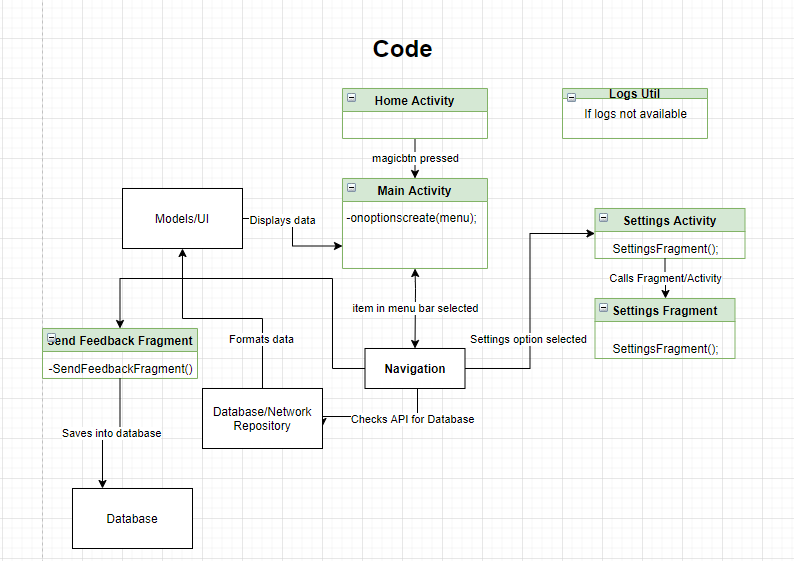 Code
Home Activity
Logs Util
If logs not available
magicbtn pressed
Main Activity
-onoptionscreate(menu);
Models/UI
Displays data
Settings Activity
SettingsFragment();
Calls Fragment/Activity
item in menu bar selected
Settings Fragment
SettingsFragment();
Send Feedback Fragment
-SendFeedbackFragment()
Formats data
Settings option selected
Navigation
Database/Network
Repository
Checks API for Database
Saves into database
Database